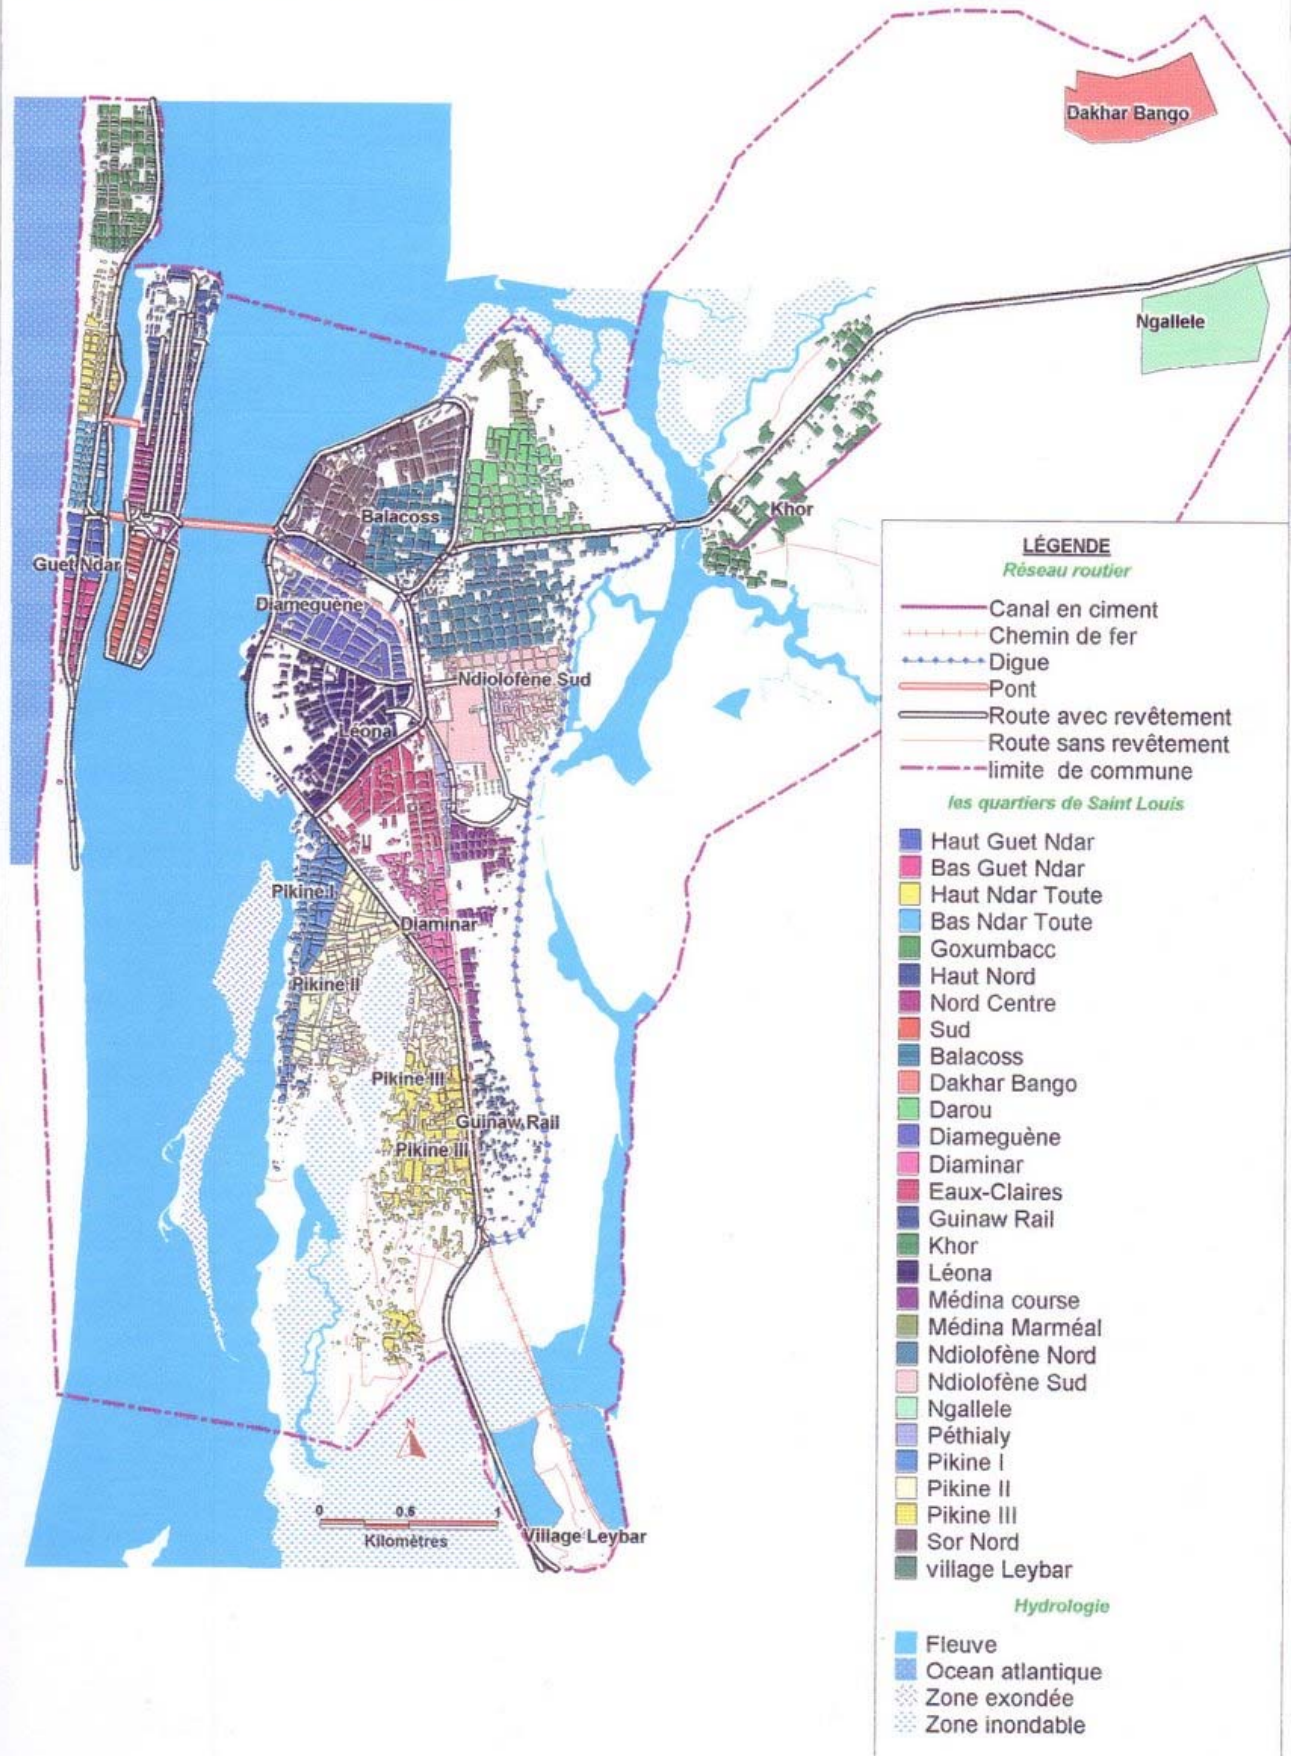 Dakhar Bango
Ngallele
Balacoss
Khor
Guet Ndar
Diameguène
Ndiolofène Sud
Léona
Pikine I
Diaminar
Pikine II
Pikine III
Guinaw Rail
Pikine III
N
0 0.5 1
Kilomètres
Village Leybar
LÉGENDE
Réseau routier
Canal en ciment
Chemin de fer
Digue
Pont
Route avec revêtement
Route sans revêtement
limite de commune
les quartiers de Saint Louis
Haut Guet Ndar
Bas Guet Ndar
Haut Ndar Toute
Bas Ndar Toute
Goxumbacc
Haut Nord
Nord Centre
Sud
Balacoss
Dakhar Bango
Darou
Diameguène
Diaminar
Eaux-Claires
Guinaw Rail
Khor
Léona
Médina course
Médina Marméal
Ndiolofène Nord
Ndiolofène Sud
Ngallele
Péthialy
Pikine I
Pikine II
Pikine III
Sor Nord
village Leybar
Hydrologie
Fleuve
Ocean atlantique
Zone exondée
Zone inondable